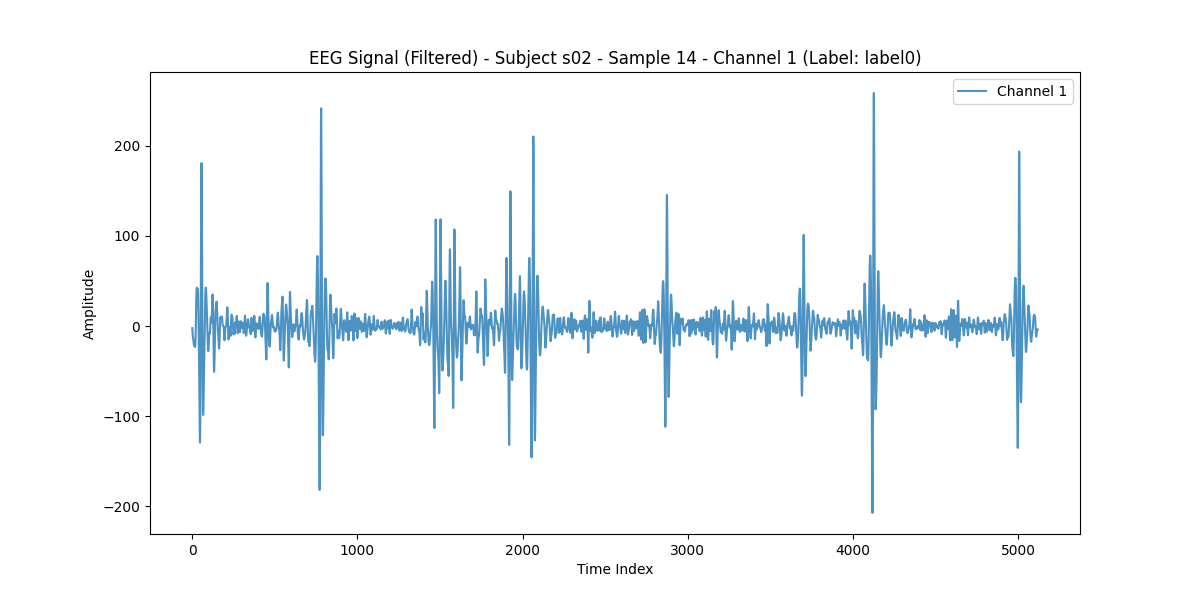 EEG Signal (Filtered) - Subject s02 - Sample 14 - Channel 1 (Label: label0)
Channel 1
200
100
0
−100
−200
Amplitude
0 1000 2000 3000 4000 5000
Time Index